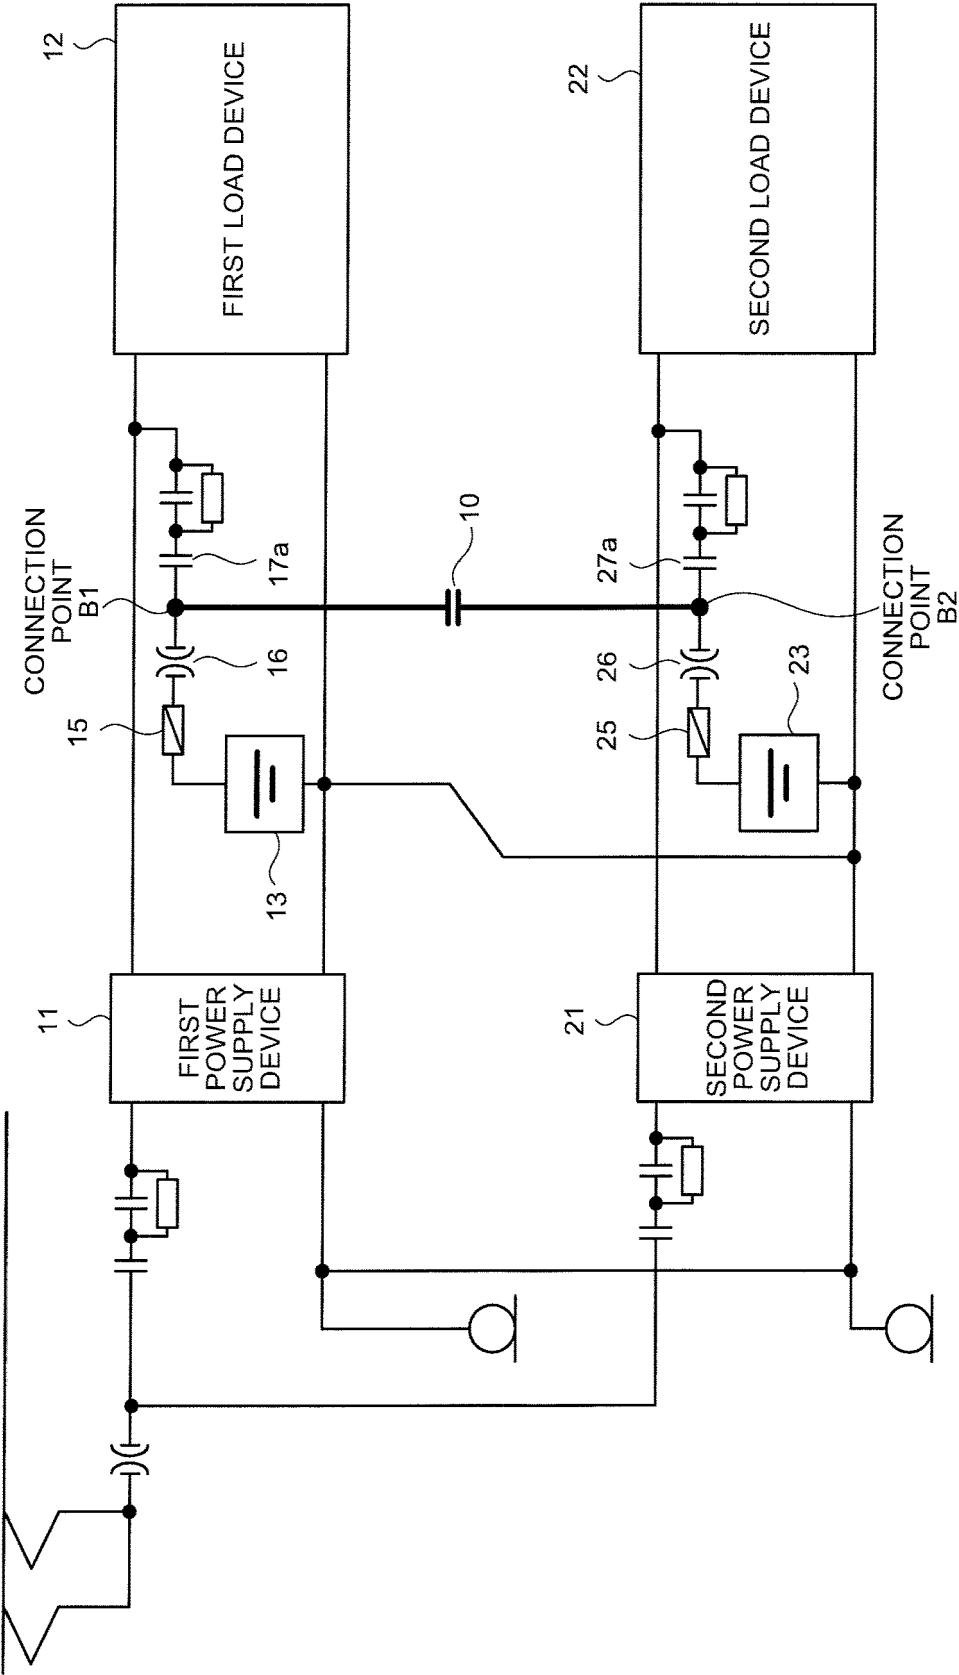 12
FIRST LOAD DEVICE
22
SECOND LOAD DEVICE
CONNECTION
POINT
B1
17a
10
27a
CONNECTION
POINT
B2
16
26
15
25
23
13
11
FIRST
POWER
SUPPLY
DEVICE
21
SECOND
POWER
SUPPLY
DEVICE